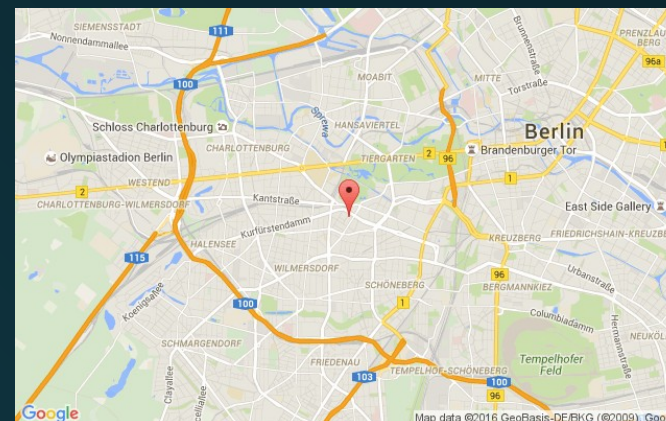 SIEMENSSTADT
Nonnendammallee
111
100
MOABIT
MITTE
Brunnenstraße
PRENZLAU
BERG
96a
Torstraße
Sprewa
HANSAVIERTEL
Schloss Charlottenburg
CHARLOTTENBURG
Berlin
Olympiastadion Berlin
TIERGARTEN
2
96
Brandenburger Tor
WESTEND
1
2
CHARLOTTENBURG-WILMERSDORF
Kantstraße
East Side Gallery
Kurfürstendamm
HALENSEE
KREUZBERG
FRIEDRICHSHAIN-KREUZB
115
WILMERSDORF
96
Urbanstraße
Koenigsallee
SCHÖNEBERG
BERGMANNKIEZ
100
1
Columbiadamm
Hermannstraße
NEUKÖL
SCHMARGENDORF
Clayallee
FRIEDENAU
Tempelhofer
Feld
103
TEMPELHOF-SCHÖNEBERG
100
96
Google
Map data ©2016 GeoBasis-DE/BKG (©2009), Goo